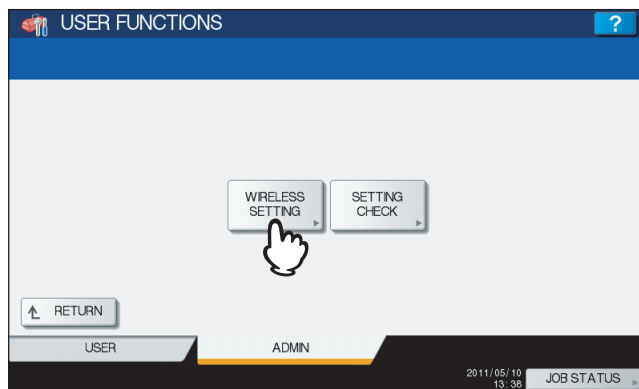 USER FUNCTIONS
?
WIRELESS
SETTING
SETTING
CHECK
RETURN
USER
ADMIN
2011/05/10
13:38
JOB STATUS